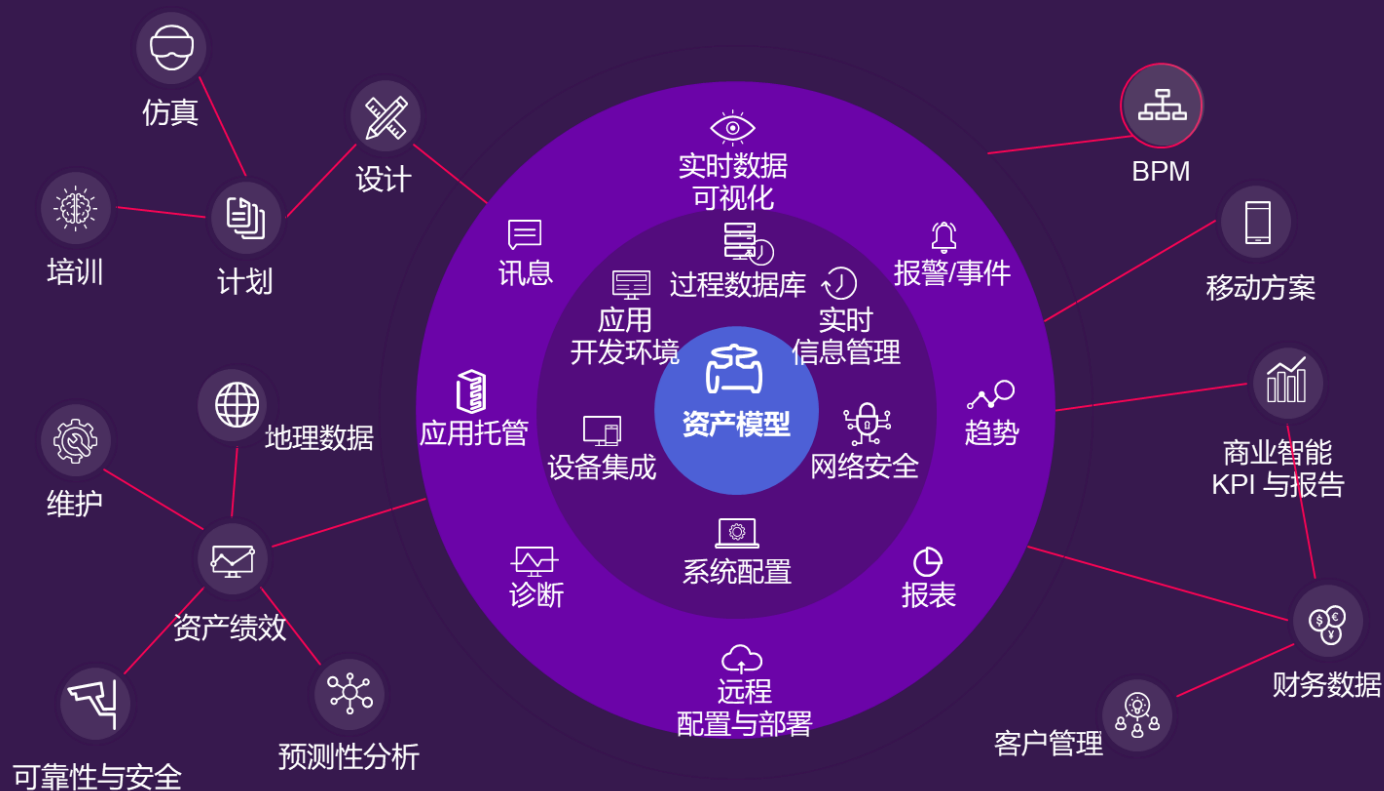 仿真
设计
培训
计划
BPM
移动方案
商业智能
KPI 与报告
财务数据
客户管理
地理数据
维护
资产绩效
可靠性与安全
预测性分析
实时数据
可视化
讯息
报警/事件
应用托管
趋势
诊断
报表
远程
配置与部署
过程数据库
应用
开发环境
实时
信息管理
设备集成
网络安全
系统配置
资产模型